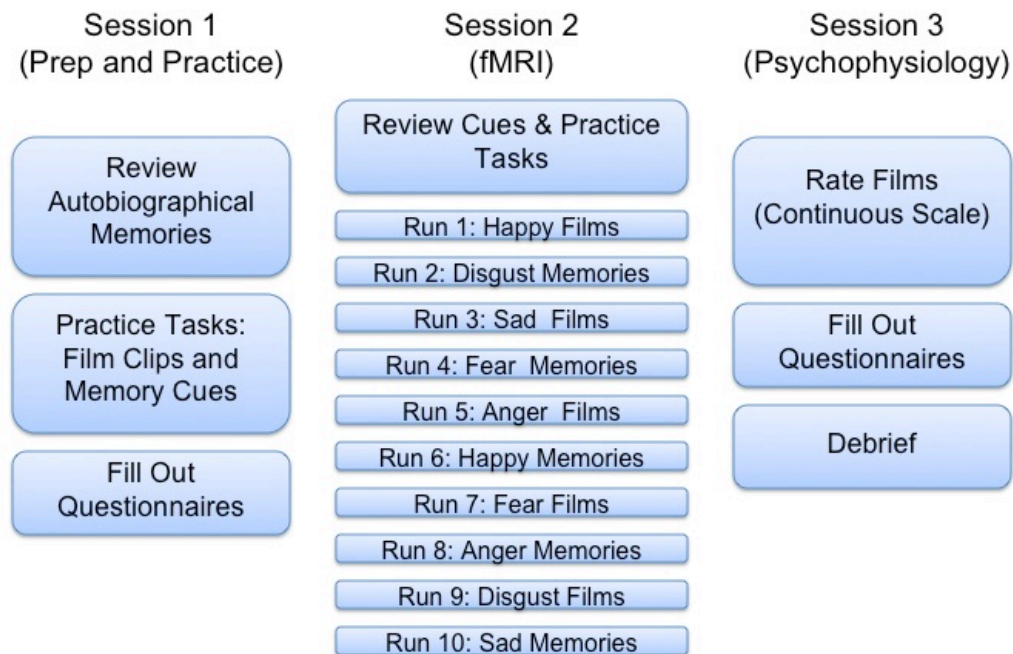 Session 1
(Prep and Practice)
Review
Autobiographical
Memories
Practice Tasks:
Film Clips and
Memory Cues
Fill Out
Questionnaires
Session 2
(fMRI)
Review Cues & Practice
Tasks
Run 1: Happy Films
Run 2: Disgust Memories
Run 3: Sad  Films
Run 4: Fear  Memories
Run 5: Anger  Films
Run 6: Happy Memories
Run 7: Fear Films
Run 8: Anger Memories
Run 9: Disgust Films
Run 10: Sad Memories
Session 3
(Psychophysiology)
Rate Films
(Continuous Scale)
Fill Out
Questionnaires
Debrief